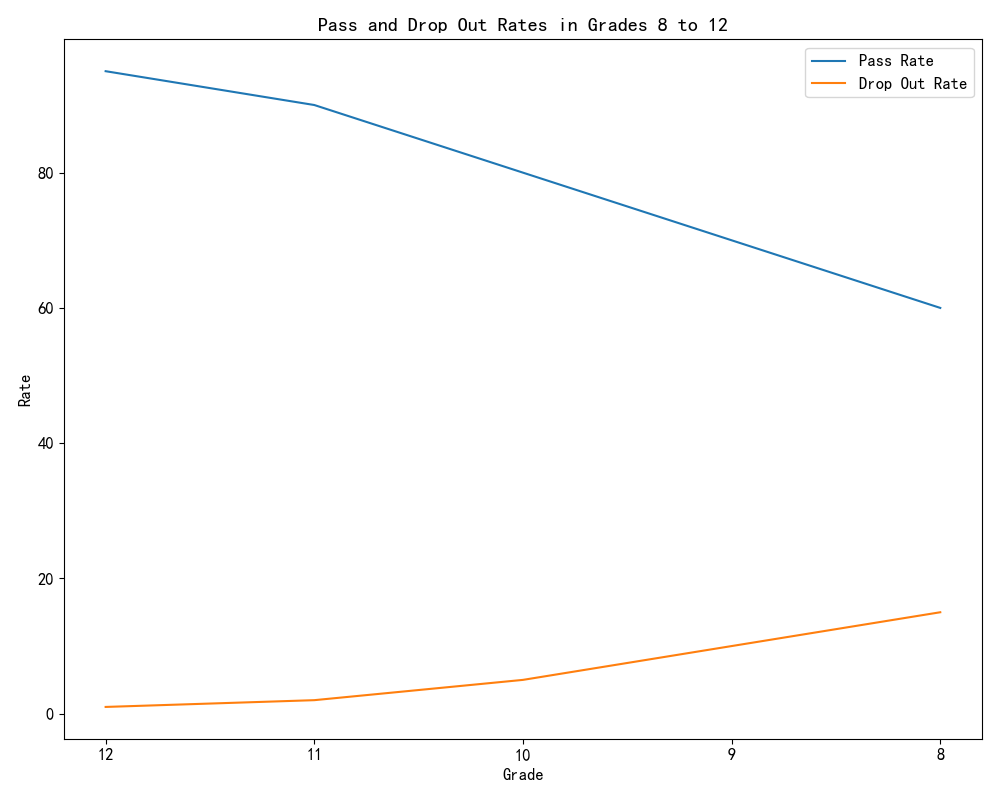 Pass and Drop Out Rates in Grades 8 to 12
Pass Rate
Drop Out Rate
80
60
40
20
0
Rate
12 11 10 9 8
Grade